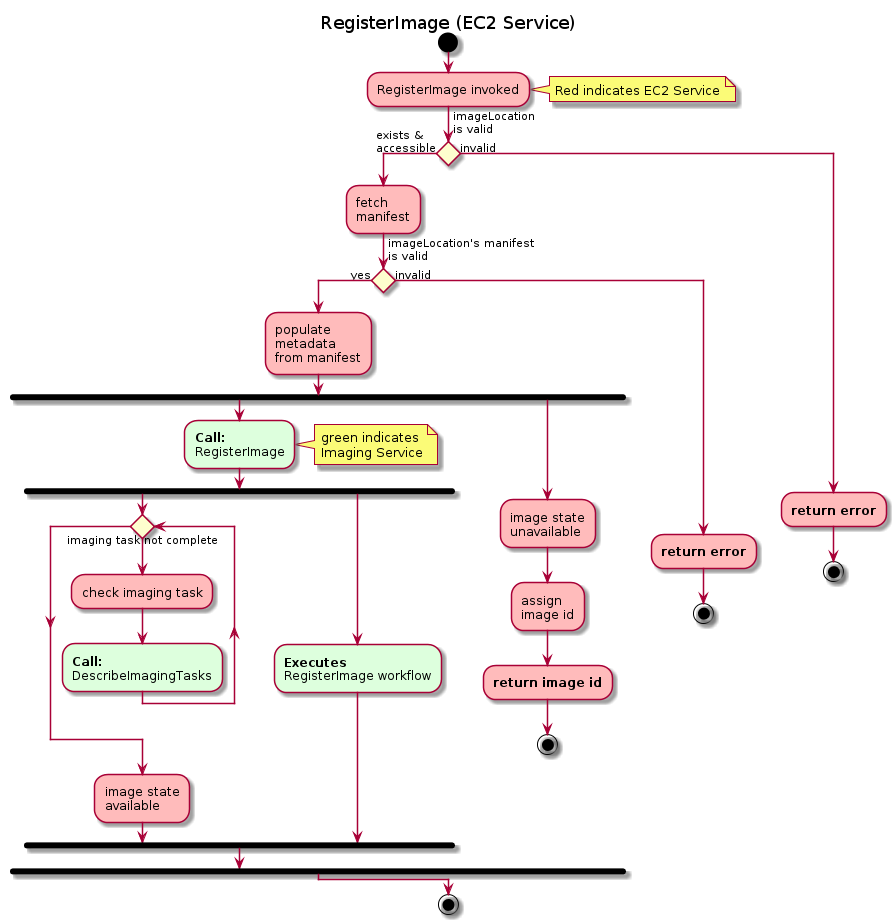 RegisterImage (EC2 Service)
RegisterImage invoked
Red indicates EC2 Service
imageLocation
is valid
exists &
accessible
invalid
fetch
manifest
imageLocation's manifest
is valid
yes
invalid
populate
metadata
from manifest
Call:
RegisterImage
green indicates
Imaging Service
imaging task not complete
check imaging task
Call:
DescribeImagingTasks
image state
available
Executes
RegisterImage workflow
image state
unavailable
assign
image id
return image id
return error
return error